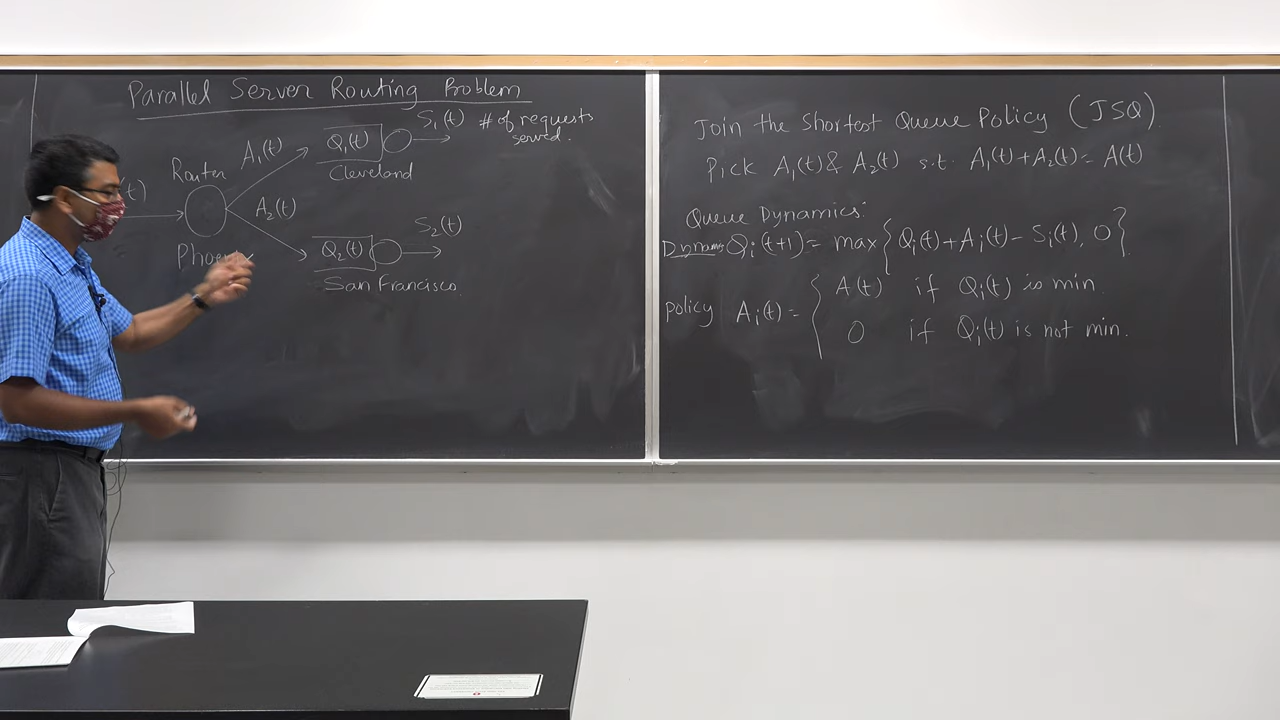 Parallel Server Routing Problem
S₁(t) # of requests
served.
A₁(t)
Q₁(t)
Router
Cleveland
(t)
A₂(t)
S₂(t)
Q₂(t)
Phoenix
San Francisco.
Join the Shortest Queue Policy (JSQ)
Pick A₁(t) & A₂(t) s.t. A₁(t)+A₂(t)= A(t)
Queue Dynamics:
Qᵢ(t+1) = max{Qᵢ(t)+Aᵢ(t)-Sᵢ(t), 0}
Policy Aᵢ(t) = { A(t) if Qᵢ(t) is min.
0 if Qᵢ(t) is not min.